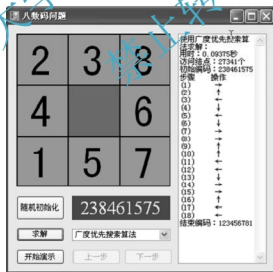 八数码问题
2 3 8
4 6
1 5 7
随机初始化
238461575
求解
广度优先搜索算法
开始演示
上一步
下一步
使用广度优先搜索算
法求解：
用时：0.09375秒
访问结点：27341个
初始编码：238461575
步骤 操作
(1) →
(2) ↑
(3) ←
(4) ↓
(5) ←
(6) ↓
(7)
(8)
(9)
(10)
(11)
(12)
(13)
(14)
(15)
(16)
(17) ←
(18) ←
结束编码：123456781
禁止转